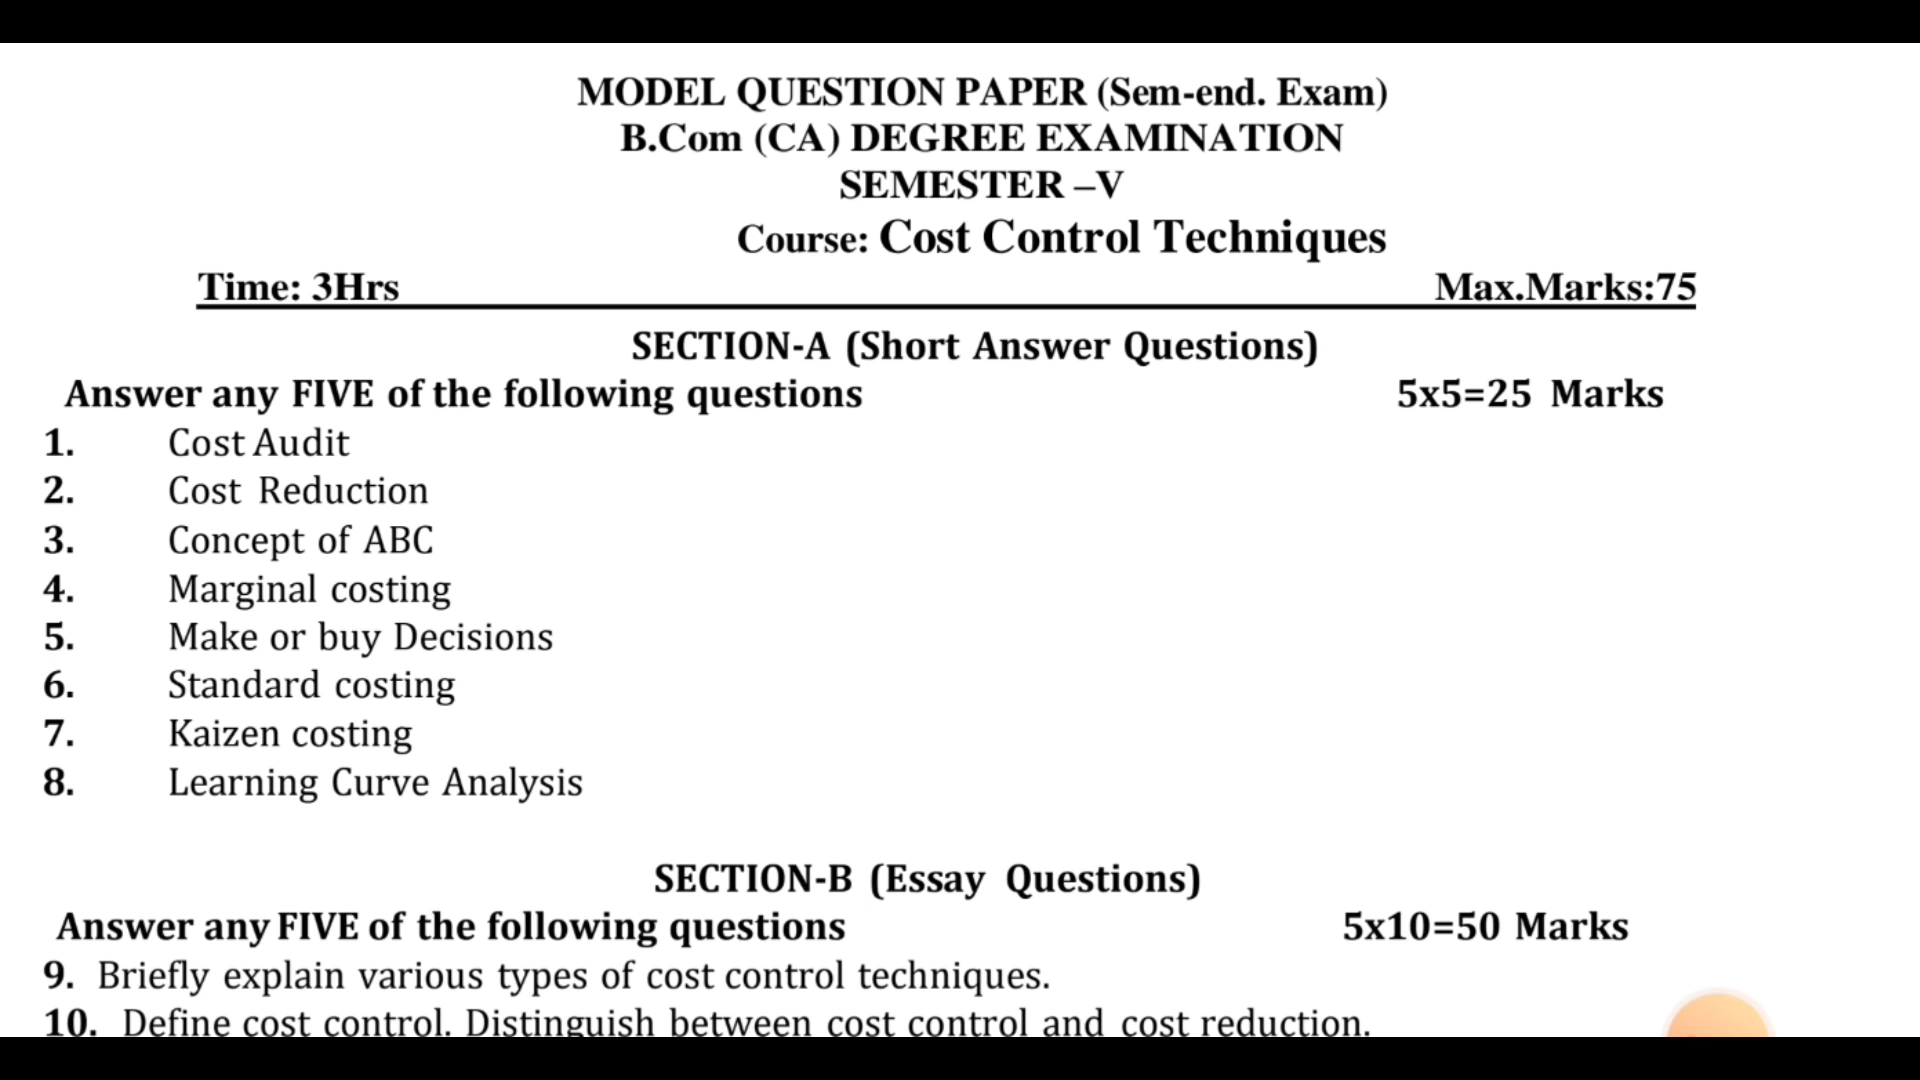 MODEL QUESTION PAPER (Sem-end. Exam)
B.Com (CA) DEGREE EXAMINATION
SEMESTER –V
Course: Cost Control Techniques
Time: 3Hrs Max.Marks:75
SECTION-A (Short Answer Questions)
Answer any FIVE of the following questions 5x5=25 Marks
1. Cost Audit
2. Cost Reduction
3. Concept of ABC
4. Marginal costing
5. Make or buy Decisions
6. Standard costing
7. Kaizen costing
8. Learning Curve Analysis
SECTION-B (Essay Questions)
Answer any FIVE of the following questions 5x10=50 Marks
9. Briefly explain various types of cost control techniques.
10. Define cost control. Distinguish between cost control and cost reduction.